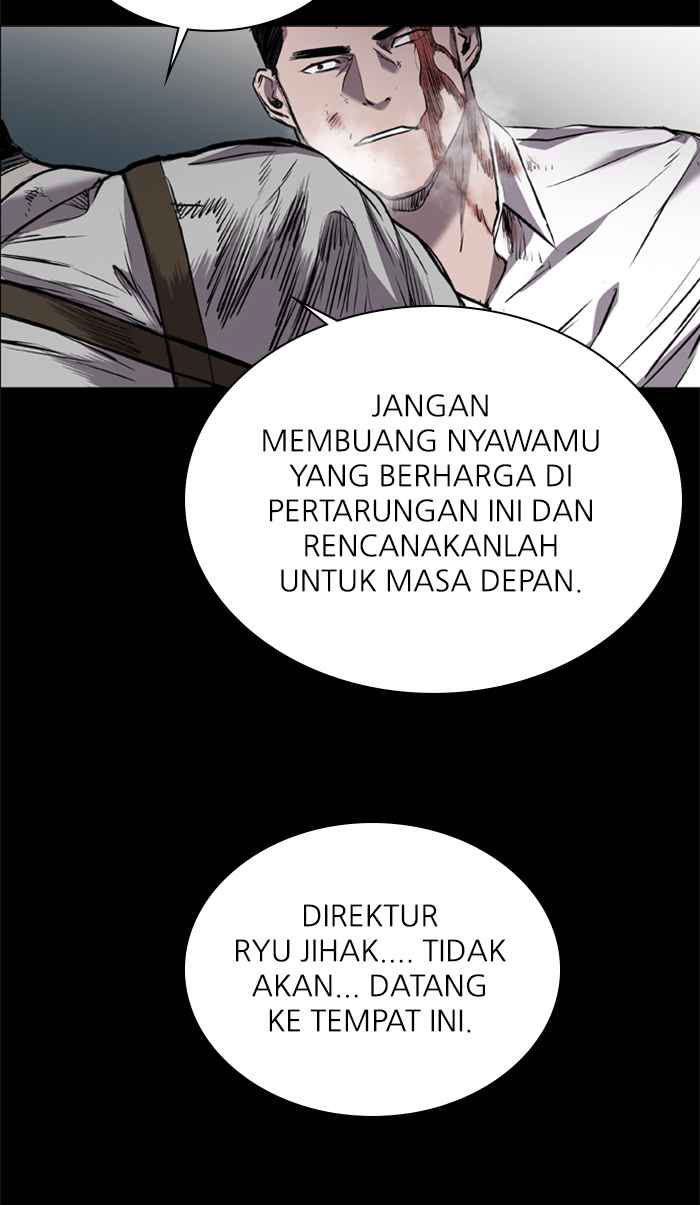 JANGAN
MEMBUANG NYAWAMU
YANG BERHARGA DI
PERTARUNGAN INI DAN
RENCANAKANLAH
UNTUK MASA DEPAN.
DIREKTUR
RYU JIHAK.... TIDAK
AKAN... DATANG
KE TEMPAT INI.